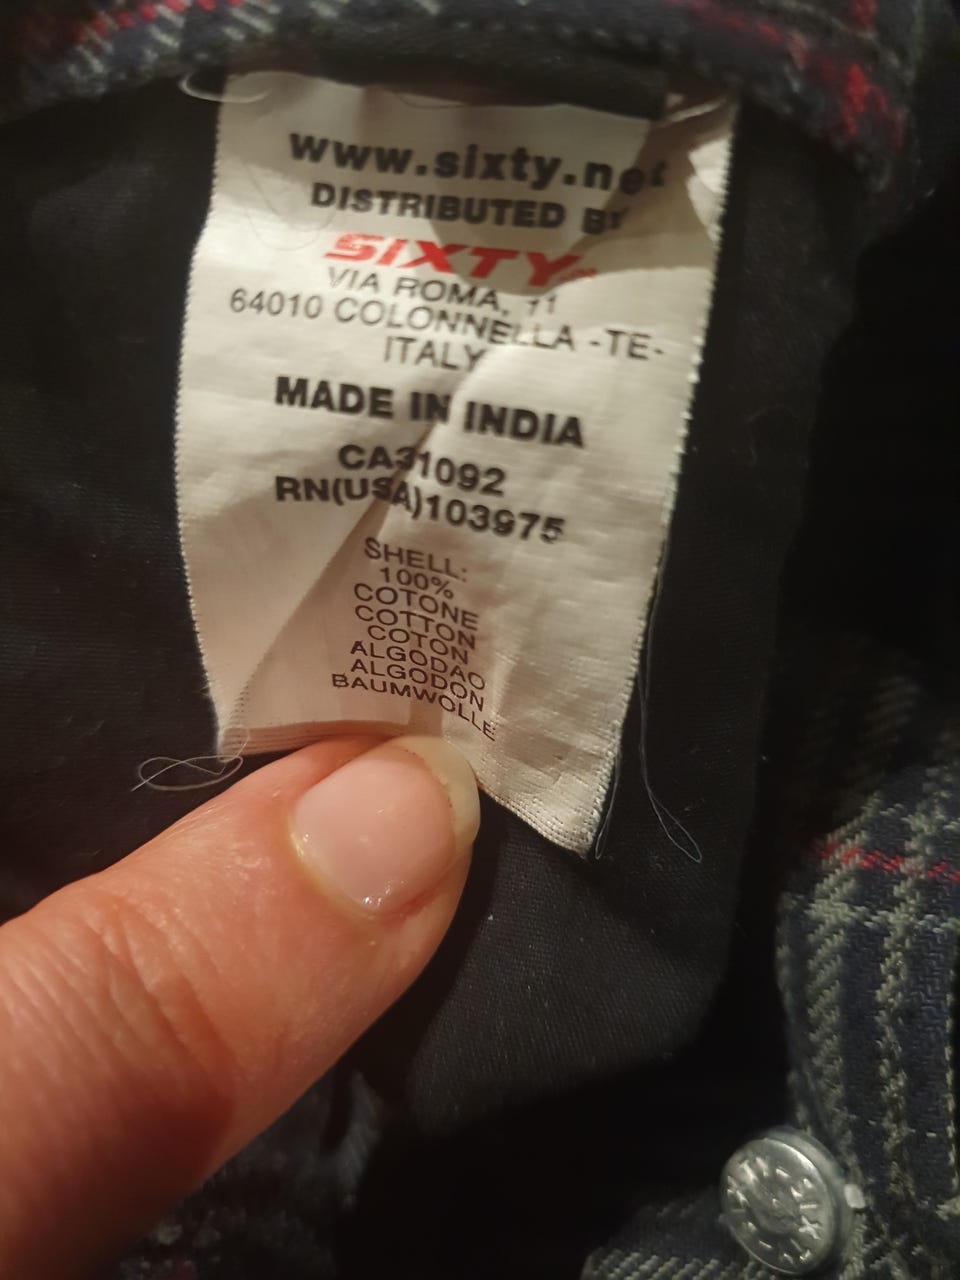 www.sixty.net
DISTRIBUTED BY
SIXTY
VIA ROMA, 11
64010 COLONNELLA -TE-
ITALY
MADE IN INDIA
CA31092
RN(USA)103975
SHELL:
100%
COTONE
COTTON
COTON
ALGODAO
ALGODON
BAUMWOLLE